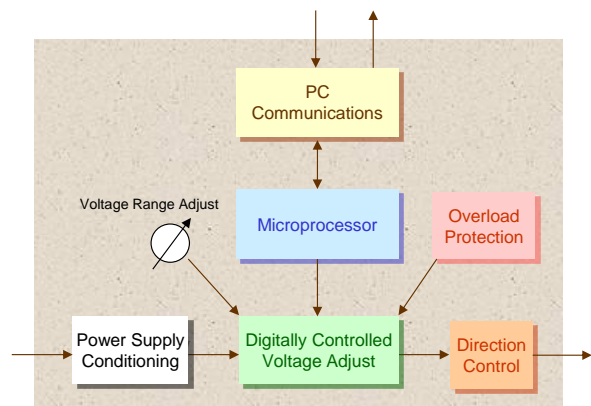 PC
Communications
Voltage Range Adjust
Microprocessor
Overload
Protection
Power Supply
Conditioning
Digitally Controlled
Voltage Adjust
Direction
Control